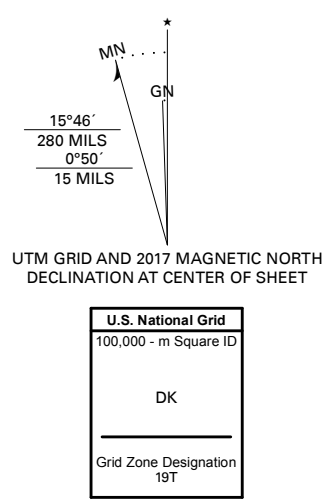 ★
MN
GN
15°46´
280 MILS
0°50´
15 MILS
UTM GRID AND 2017 MAGNETIC NORTH
DECLINATION AT CENTER OF SHEET
U.S. National Grid
100,000 - m Square ID
DK
Grid Zone Designation
19T